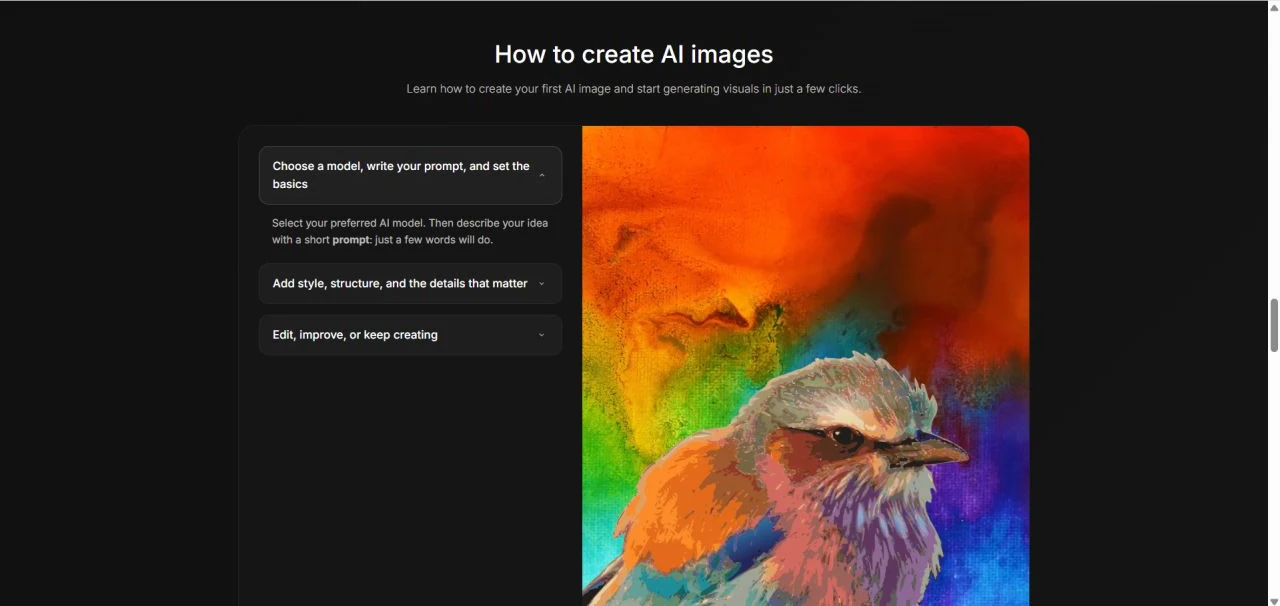 How to create AI images
Learn how to create your first AI image and start generating visuals in just a few clicks.
Choose a model, write your prompt, and set the
basics
Select your preferred AI model. Then describe your idea
with a short prompt: just a few words will do.
Add style, structure, and the details that matter
Edit, improve, or keep creating